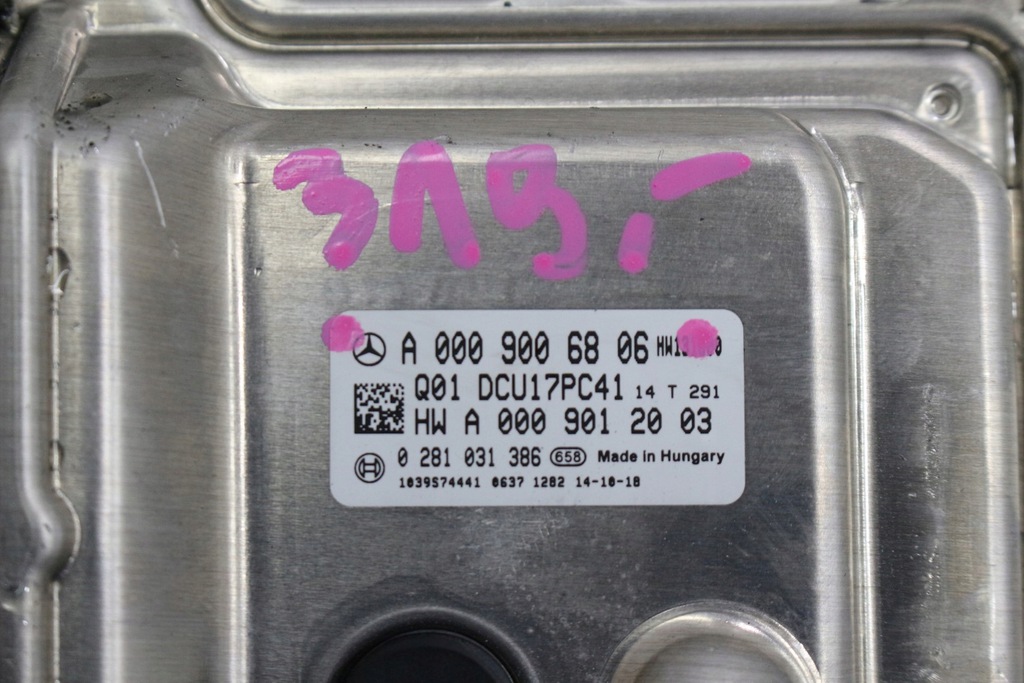 319,-
A 000 900 68 06
Q01 DCU17PC41 14 T 291
HW A 000 901 20 03
0 281 031 386 658 Made in Hungary
1039S74441 0637 1282 14-10-18